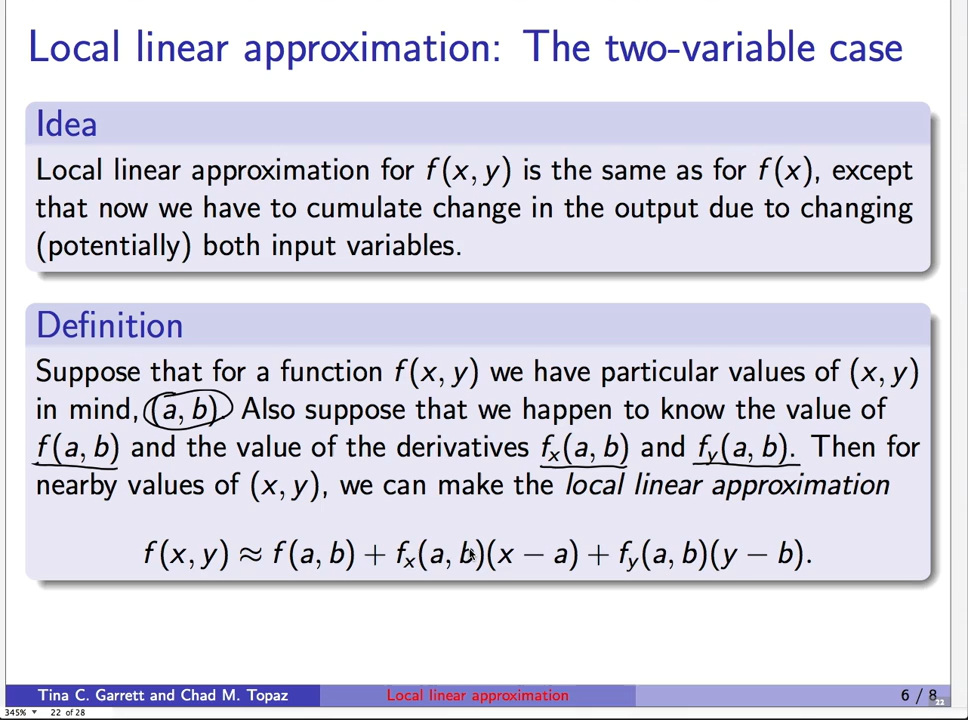 Local linear approximation: The two-variable case
Idea
Local linear approximation for f(x, y) is the same as for f(x), except
that now we have to cumulate change in the output due to changing
(potentially) both input variables.
Definition
Suppose that for a function f(x, y) we have particular values of (x, y)
in mind, (a, b). Also suppose that we happen to know the value of
f(a, b) and the value of the derivatives fₓ(a, b) and f_y(a, b). Then for
nearby values of (x, y), we can make the local linear approximation
f(x, y) ≈ f(a, b) + fₓ(a, b)(x − a) + f_y(a, b)(y − b).
Tina C. Garrett and Chad M. Topaz Local linear approximation 6 / 8
345% 22 of 28 22